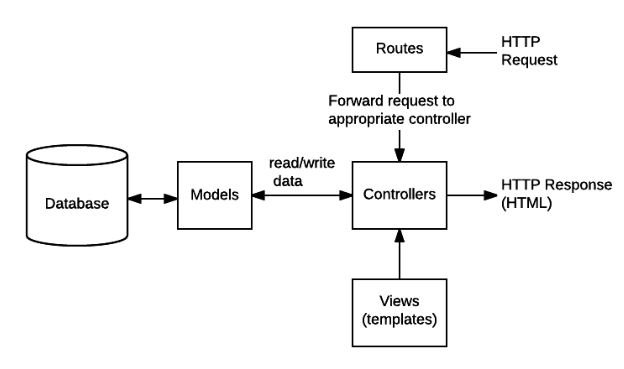 Routes
HTTP
Request
Forward request to
appropriate controller
Database
Models
read/write
data
Controllers
HTTP Response
(HTML)
Views
(templates)